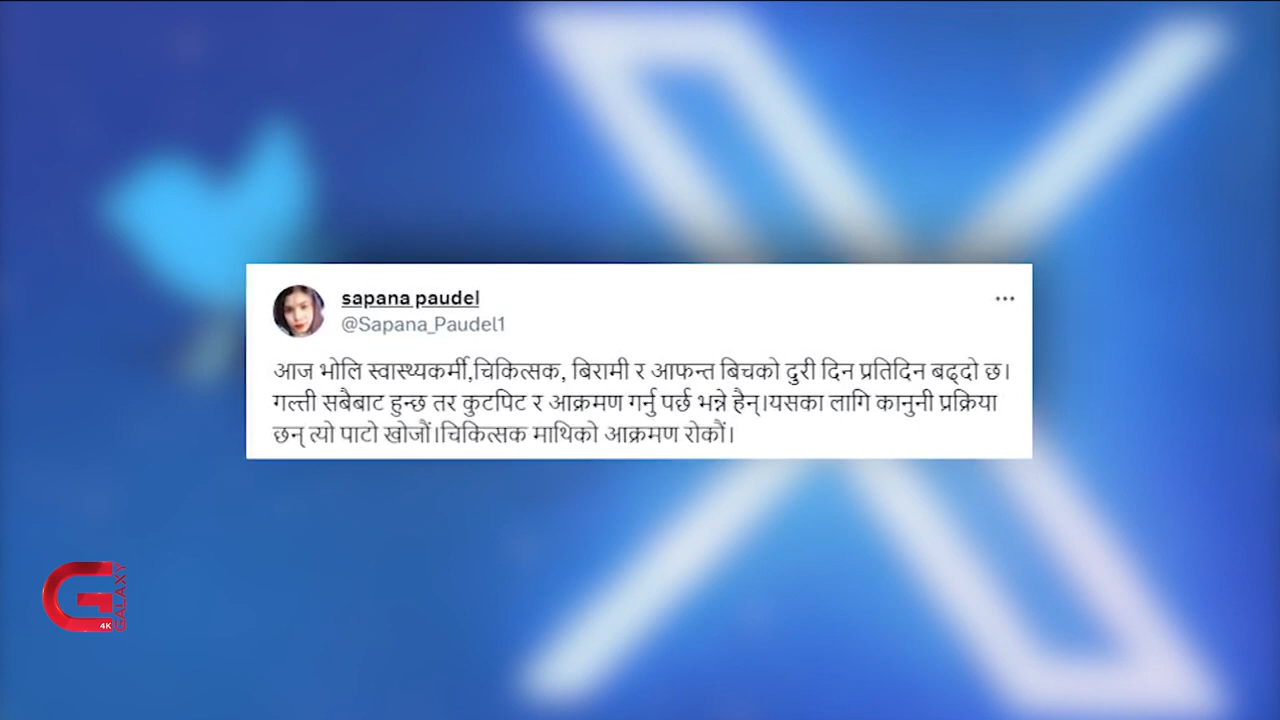 sapana paudel
@Sapana_Paudel1
आज भोलि स्वास्थ्यकर्मी,चिकित्सक, बिरामी र आफन्त बिचको दुरी दिन प्रतिदिन बढ्दो छ।
गल्ती सबैबाट हुन्छ तर कुटपिट र आक्रमण गर्नु पर्छ भन्ने हैन्।यसका लागि कानुनी प्रक्रिया
छन् त्यो पाटो खोजौं।चिकित्सक माथिको आक्रमण रोकौं।
4K
GALAXY